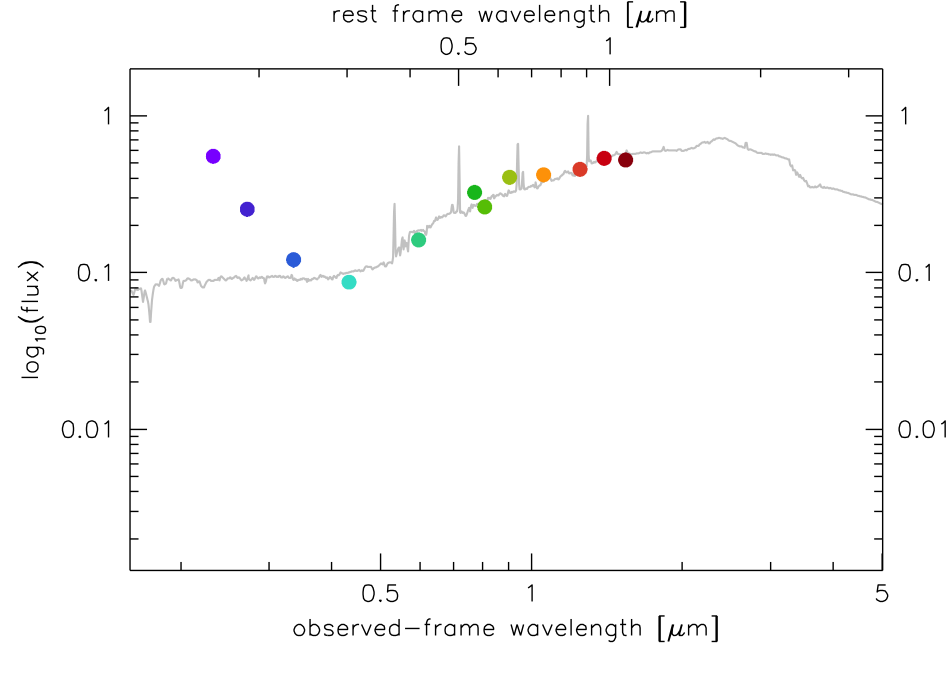 rest frame wavelength [μm]
0.5 1
1 1
0.1 0.1
0.01 0.01
log₁₀(flux)
0.5 1 5
observed-frame wavelength [μm]